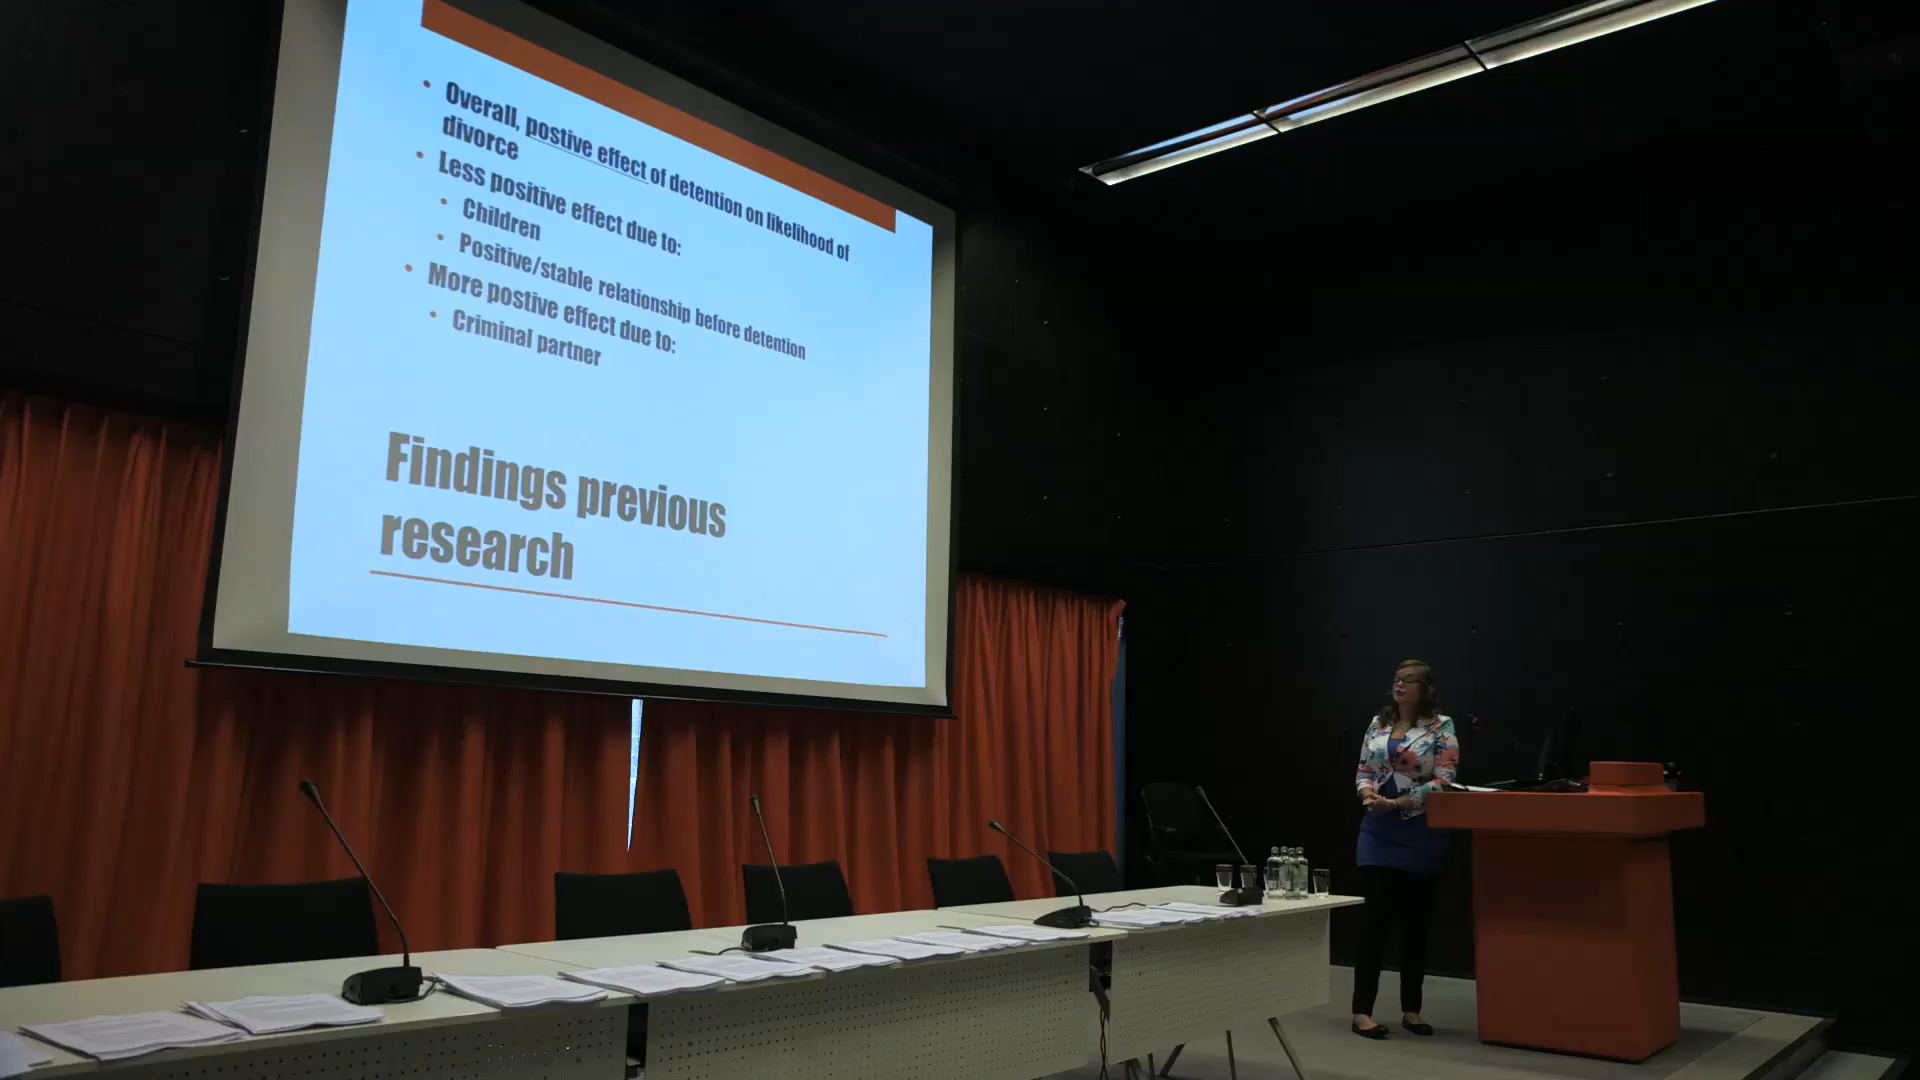 Overall, postive effect of detention on likelihood of
divorce
Less positive effect due to:
Children
Positive/stable relationship before detention
More postive effect due to:
Criminal partner
Findings previous
research